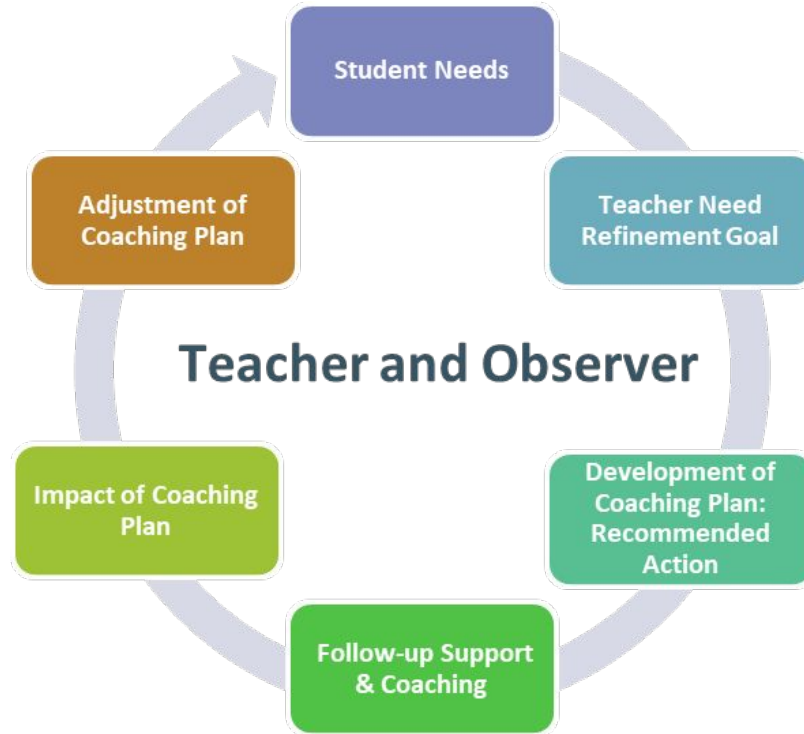 Student Needs
Teacher Need
Refinement Goal
Development of
Coaching Plan:
Recommended
Action
Follow-up Support
& Coaching
Impact of Coaching
Plan
Adjustment of
Coaching Plan
Teacher and Observer